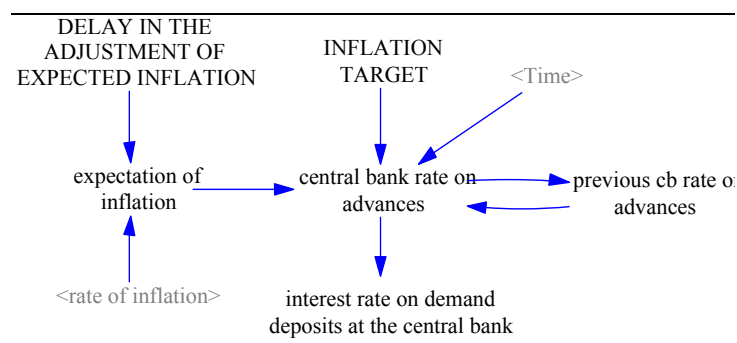 DELAY IN THE
ADJUSTMENT OF
EXPECTED INFLATION
INFLATION
TARGET
<Time>
expectation of
inflation
central bank rate on
advances
previous cb rate o
advances
<rate of inflation>
interest rate on demand
deposits at the central bank